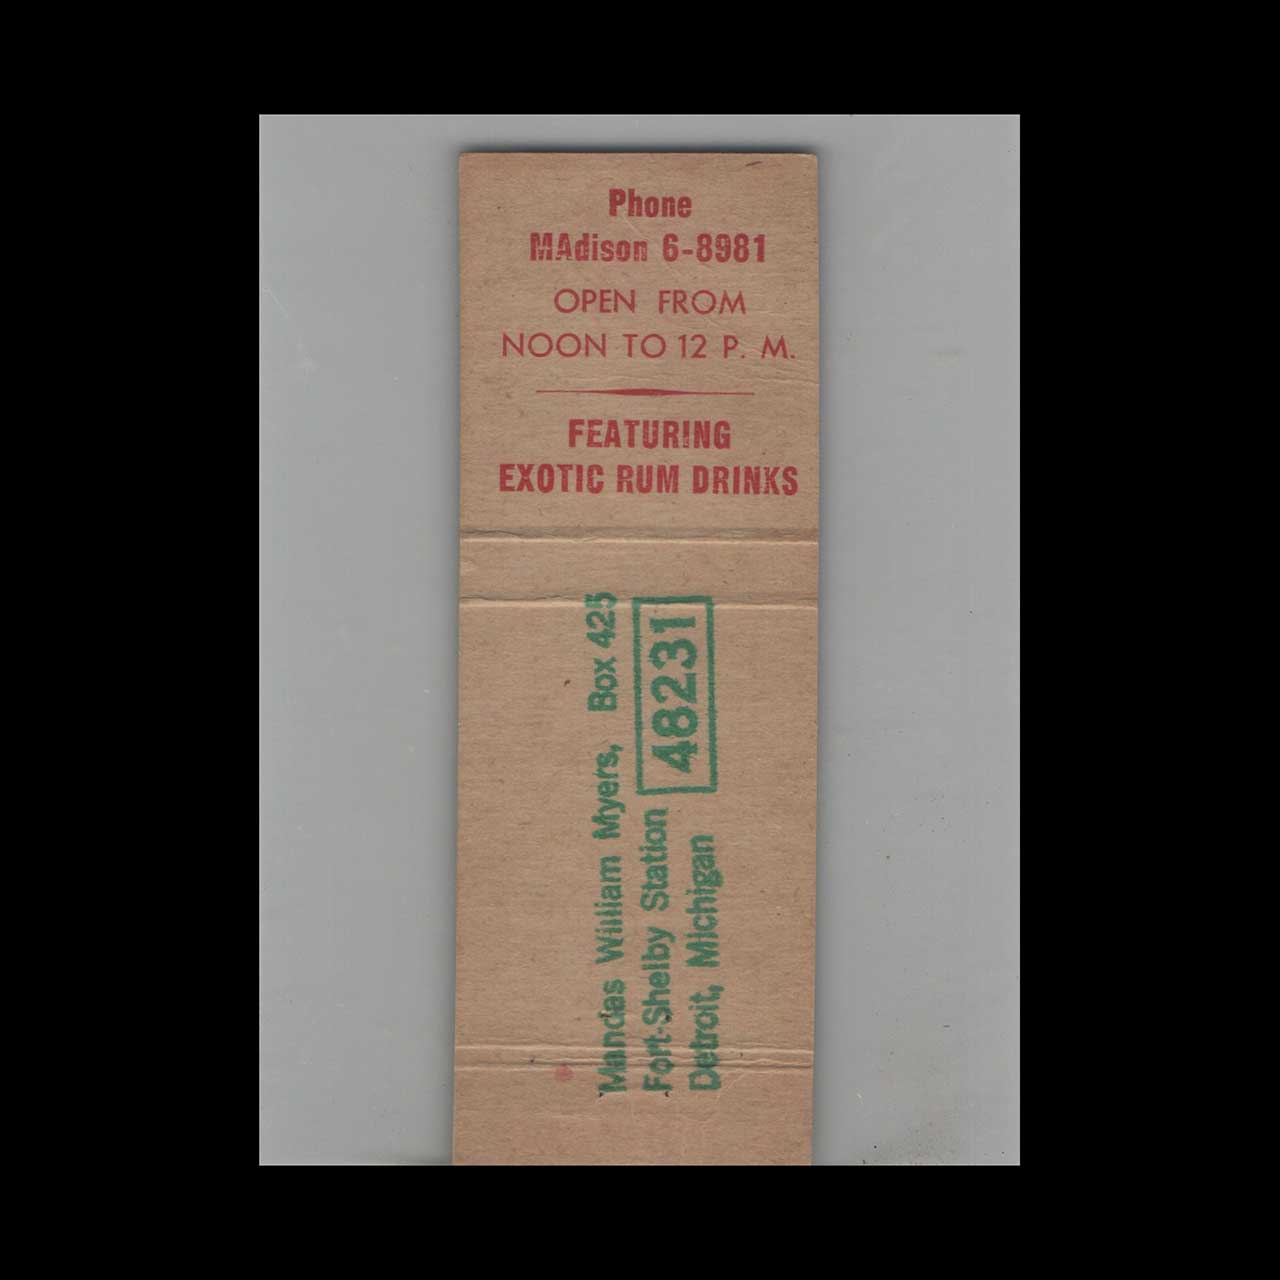 Phone
MAdison 6-8981
OPEN FROM
NOON TO 12 P. M.
FEATURING
EXOTIC RUM DRINKS
Mandas William Myers, Box 425
Fort-Shelby Station 48231
Detroit, Michigan